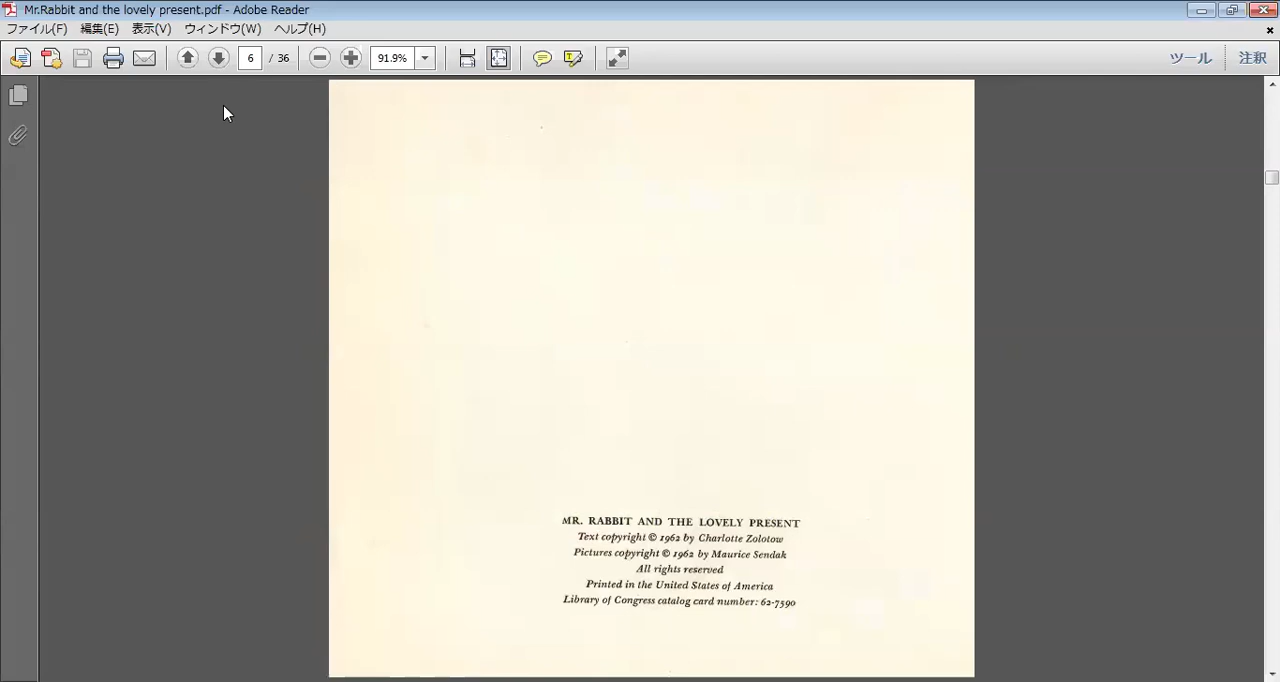 Mr.Rabbit and the lovely present.pdf - Adobe Reader
ファイル(F) 編集(E) 表示(V) ウィンドウ(W) ヘルプ(H)
6 / 36 91.9% ツール 注釈
MR. RABBIT AND THE LOVELY PRESENT
Text copyright © 1962 by Charlotte Zolotow
Pictures copyright © 1962 by Maurice Sendak
All rights reserved
Printed in the United States of America
Library of Congress catalog card number: 62-7590